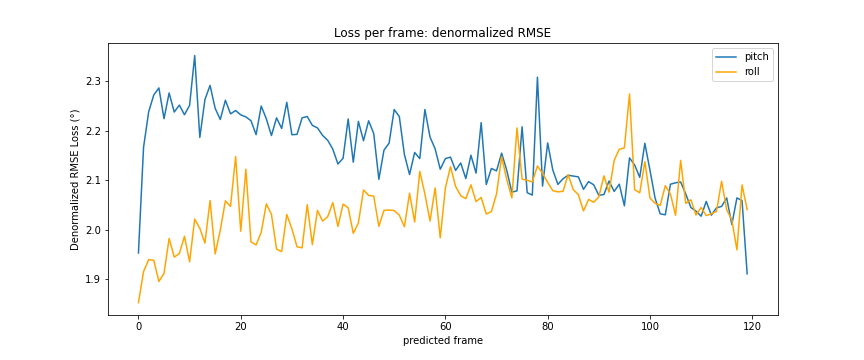 Loss per frame: denormalized RMSE
pitch
roll
Denormalized RMSE Loss (°)
2.3
2.2
2.1
2.0
1.9
0 20 40 60 80 100 120
predicted frame